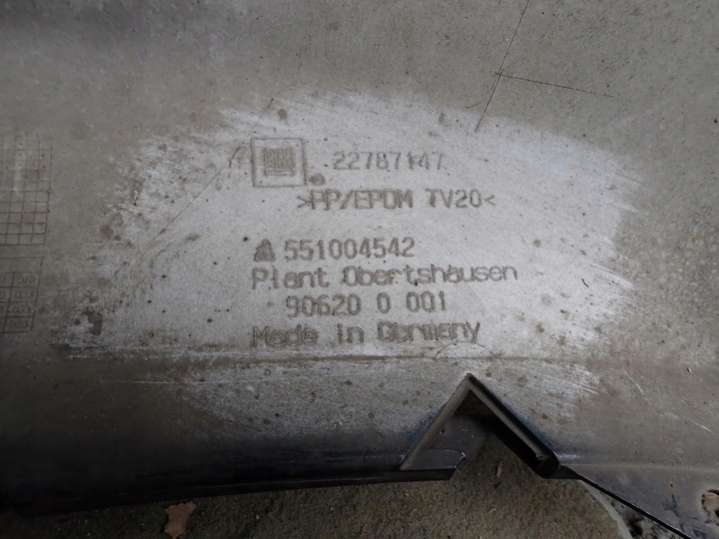 22787147
>PP/EPDM TV20<
551004542
Plant Obertshausen
90620 0 001
Made in Germany